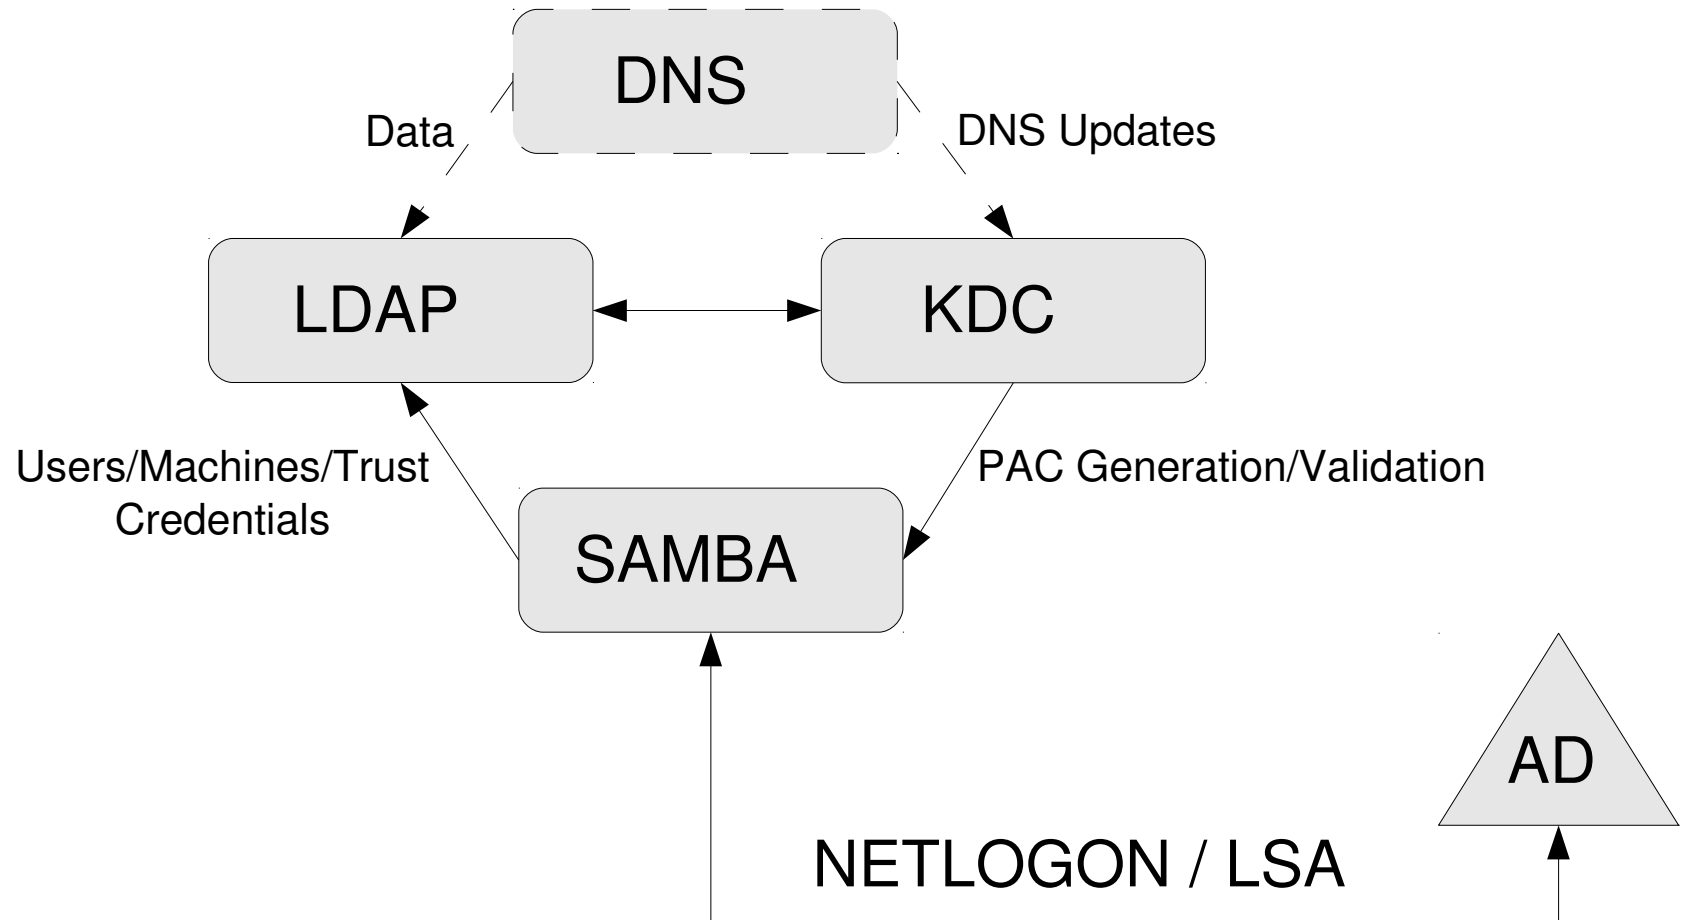 DNS
Data
DNS Updates
LDAP
KDC
Users/Machines/Trust
Credentials
PAC Generation/Validation
SAMBA
AD
NETLOGON / LSA